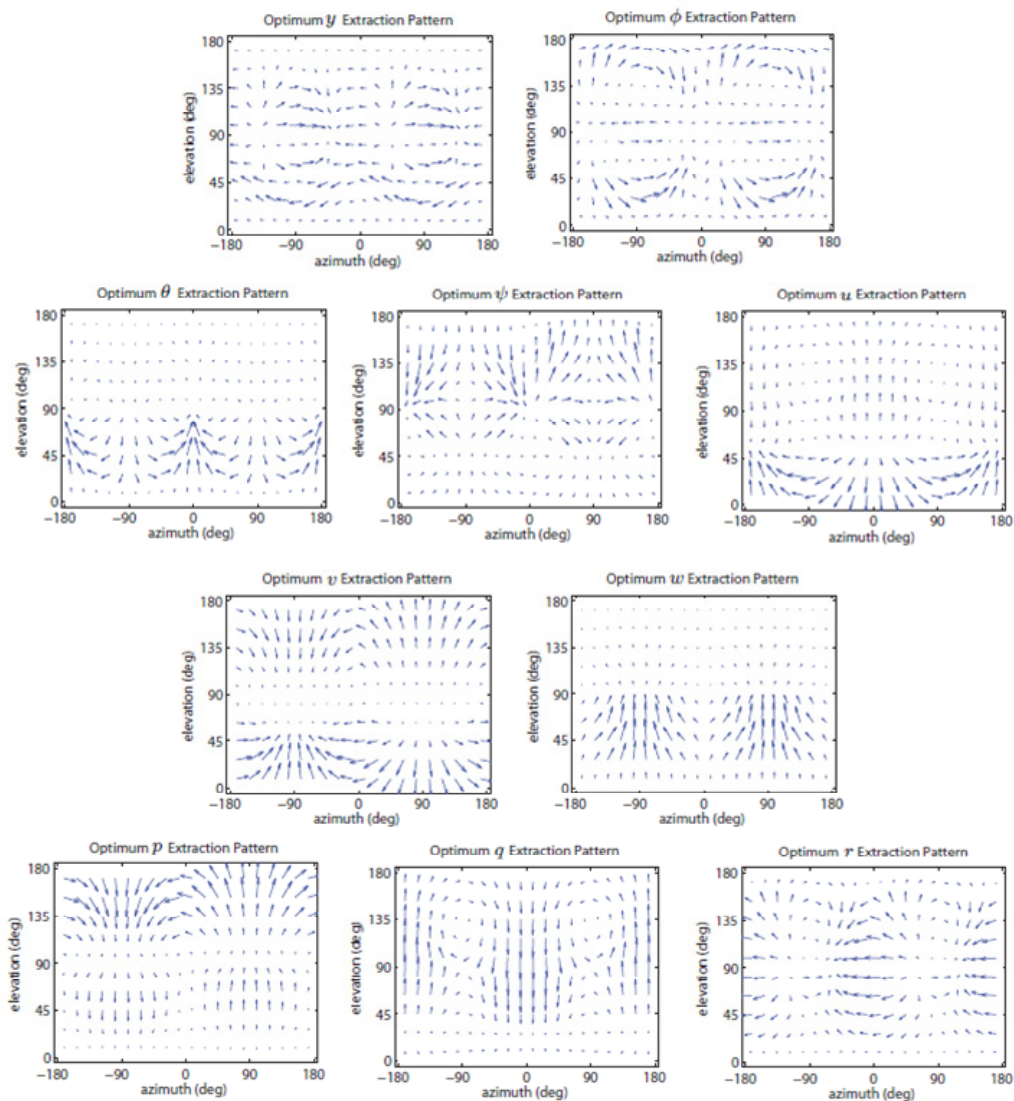 Optimum y Extraction Pattern
Optimum ϕ Extraction Pattern
180
135
90
45
0
elevation (deg)
−180 −90 0 90 180
azimuth (deg)
180
135
90
45
0
elevation (deg)
−180 −90 0 90 180
azimuth (deg)
Optimum θ Extraction Pattern
Optimum ψ Extraction Pattern
Optimum u Extraction Pattern
180
135
90
45
0
elevation (deg)
−180 −90 0 90 180
azimuth (deg)
180
135
90
45
0
elevation (deg)
−180 −90 0 90 180
azimuth (deg)
180
135
90
45
0
elevation (deg)
−180 −90 0 90 180
azimuth (deg)
Optimum v Extraction Pattern
Optimum w Extraction Pattern
180
135
90
45
0
elevation (deg)
−180 −90 0 90 180
azimuth (deg)
180
135
90
45
0
elevation (deg)
−180 −90 0 90 180
azimuth (deg)
Optimum p Extraction Pattern
Optimum q Extraction Pattern
Optimum r Extraction Pattern
180
135
90
45
0
elevation (deg)
−180 −90 0 90 180
azimuth (deg)
180
135
90
45
0
elevation (deg)
−180 −90 0 90 180
azimuth (deg)
180
135
90
45
0
elevation (deg)
−180 −90 0 90 180
azimuth (deg)